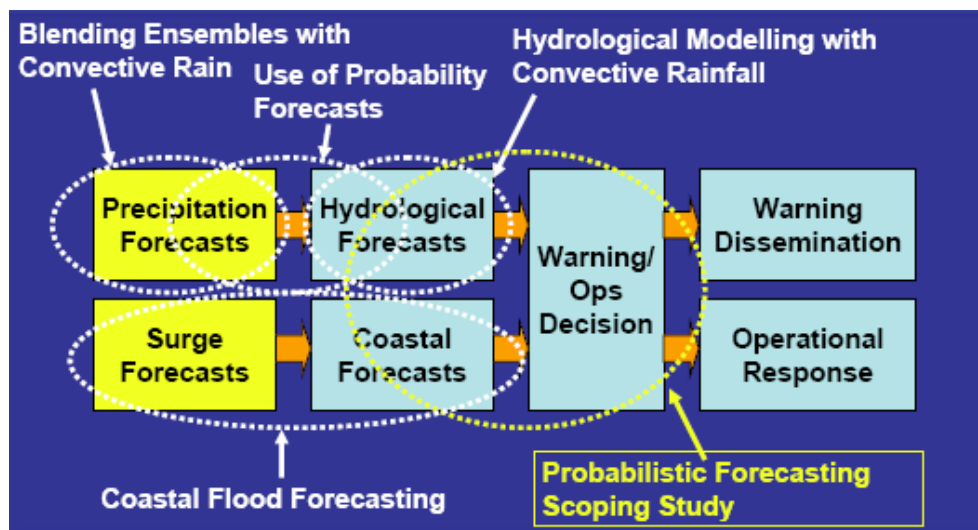 Blending Ensembles with
Convective Rain
Use of Probability
Forecasts
Hydrological Modelling with
Convective Rainfall
Precipitation
Forecasts
Hydrological
Forecasts
Warning/
Ops
Decision
Warning
Dissemination
Surge
Forecasts
Coastal
Forecasts
Operational
Response
Coastal Flood Forecasting
Probabilistic Forecasting
Scoping Study